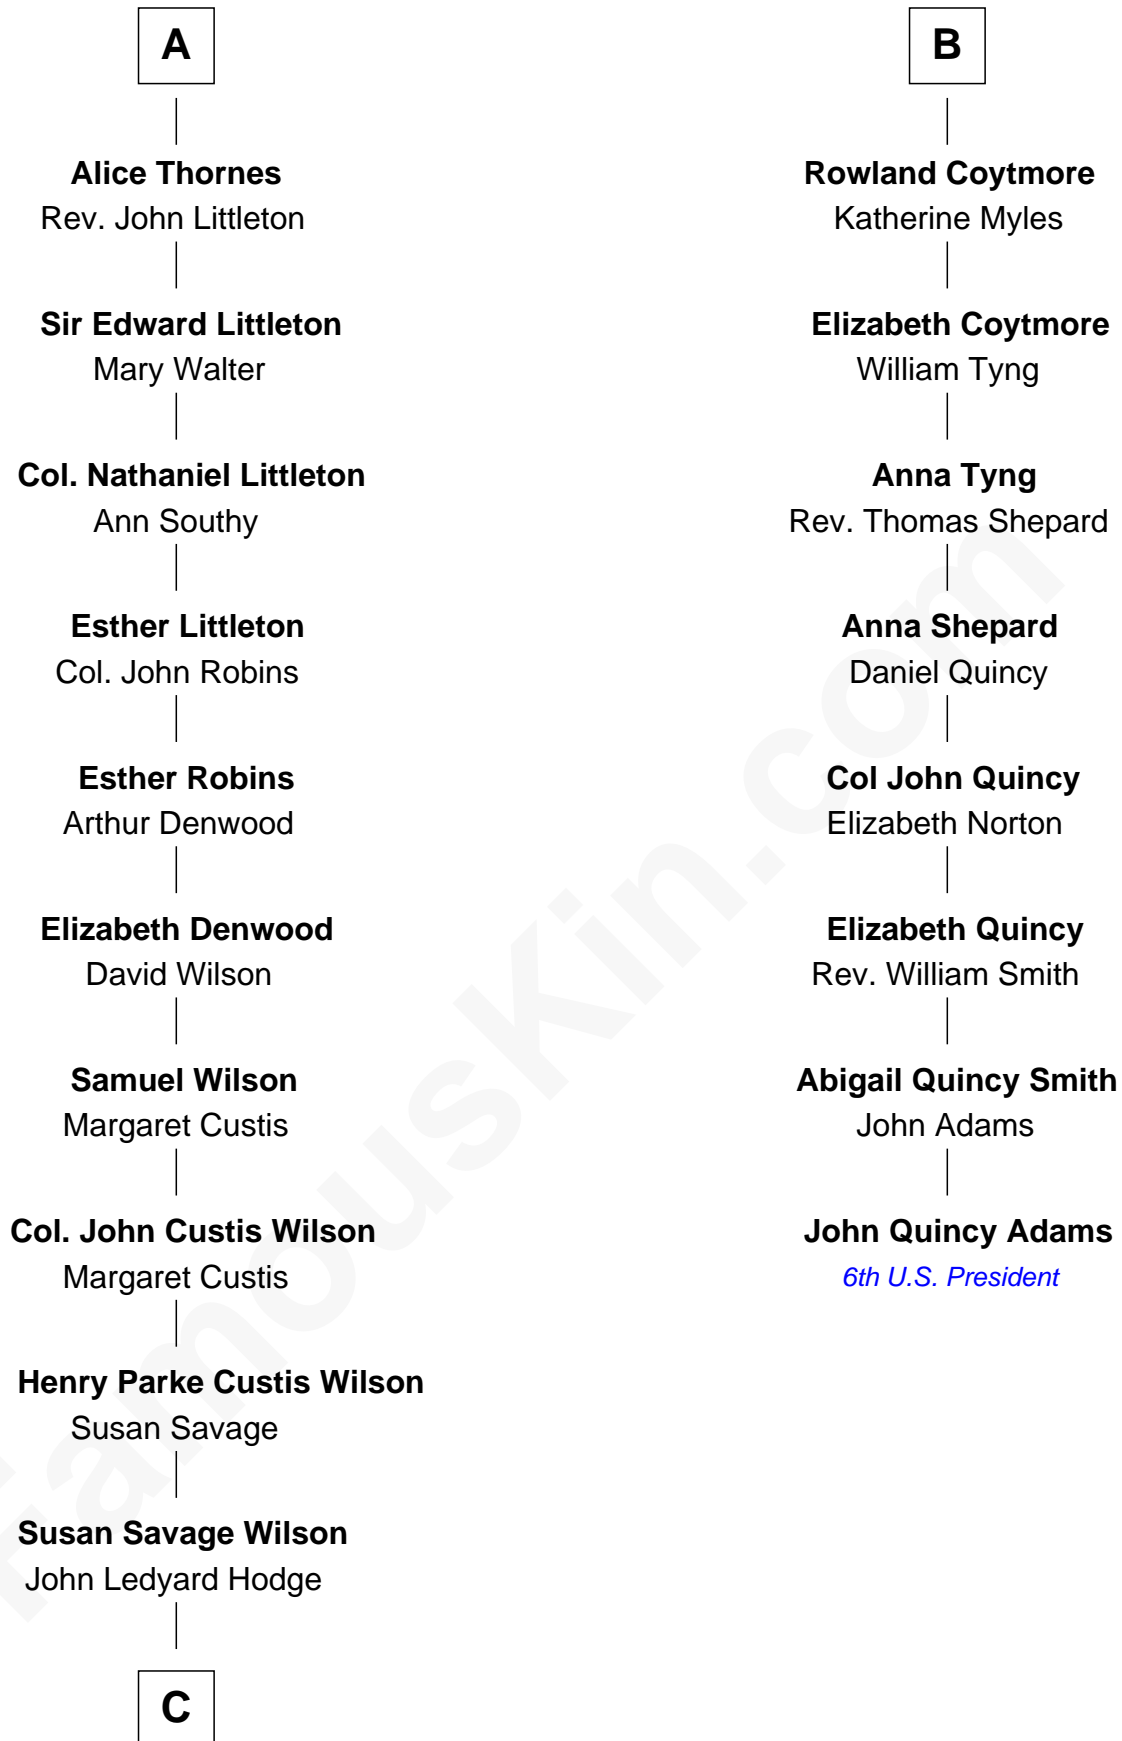 A
Alice Thornes
Rev. John Littleton
Sir Edward Littleton
Mary Walter
Col. Nathaniel Littleton
Ann Southy
Esther Littleton
Col. John Robins
Esther Robins
Arthur Denwood
Elizabeth Denwood
David Wilson
Samuel Wilson
Margaret Custis
Col. John Custis Wilson
Margaret Custis
Henry Parke Custis Wilson
Susan Savage
Susan Savage Wilson
John Ledyard Hodge
C
B
Rowland Coytmore
Katherine Myles
Elizabeth Coytmore
William Tyng
Anna Tyng
Rev. Thomas Shepard
Anna Shepard
Daniel Quincy
Col John Quincy
Elizabeth Norton
Elizabeth Quincy
Rev. William Smith
Abigail Quincy Smith
John Adams
John Quincy Adams
6th U.S. President
FamousKin.com